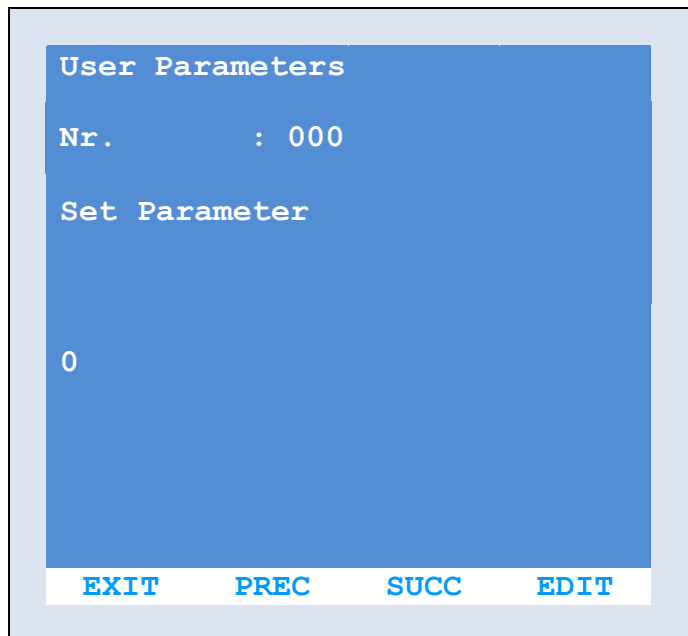 User Parameters
Nr. : 000
Set Parameter
0
EXIT PREC SUCC EDIT